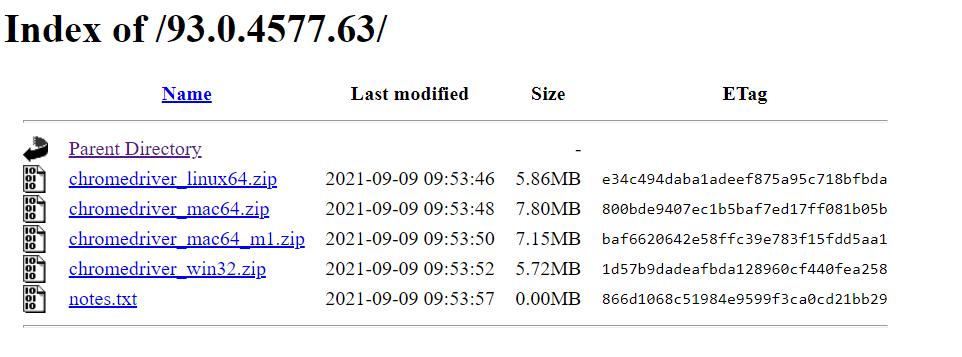 Index of /93.0.4577.63/
Name Last modified Size ETag
Parent Directory -
chromedriver_linux64.zip 2021-09-09 09:53:46 5.86MB e34c494daba1adeef875a95c718bfbda
chromedriver_mac64.zip 2021-09-09 09:53:48 7.80MB 800bde9407ec1b5baf7ed17ff081b05b
chromedriver_mac64_m1.zip 2021-09-09 09:53:50 7.15MB baf6620642e58ffc39e783f15fdd5aa1
chromedriver_win32.zip 2021-09-09 09:53:52 5.72MB 1d57b9dadeafbda128960cf440fea258
notes.txt 2021-09-09 09:53:57 0.00MB 866d1068c51984e9599f3ca0cd21bb29